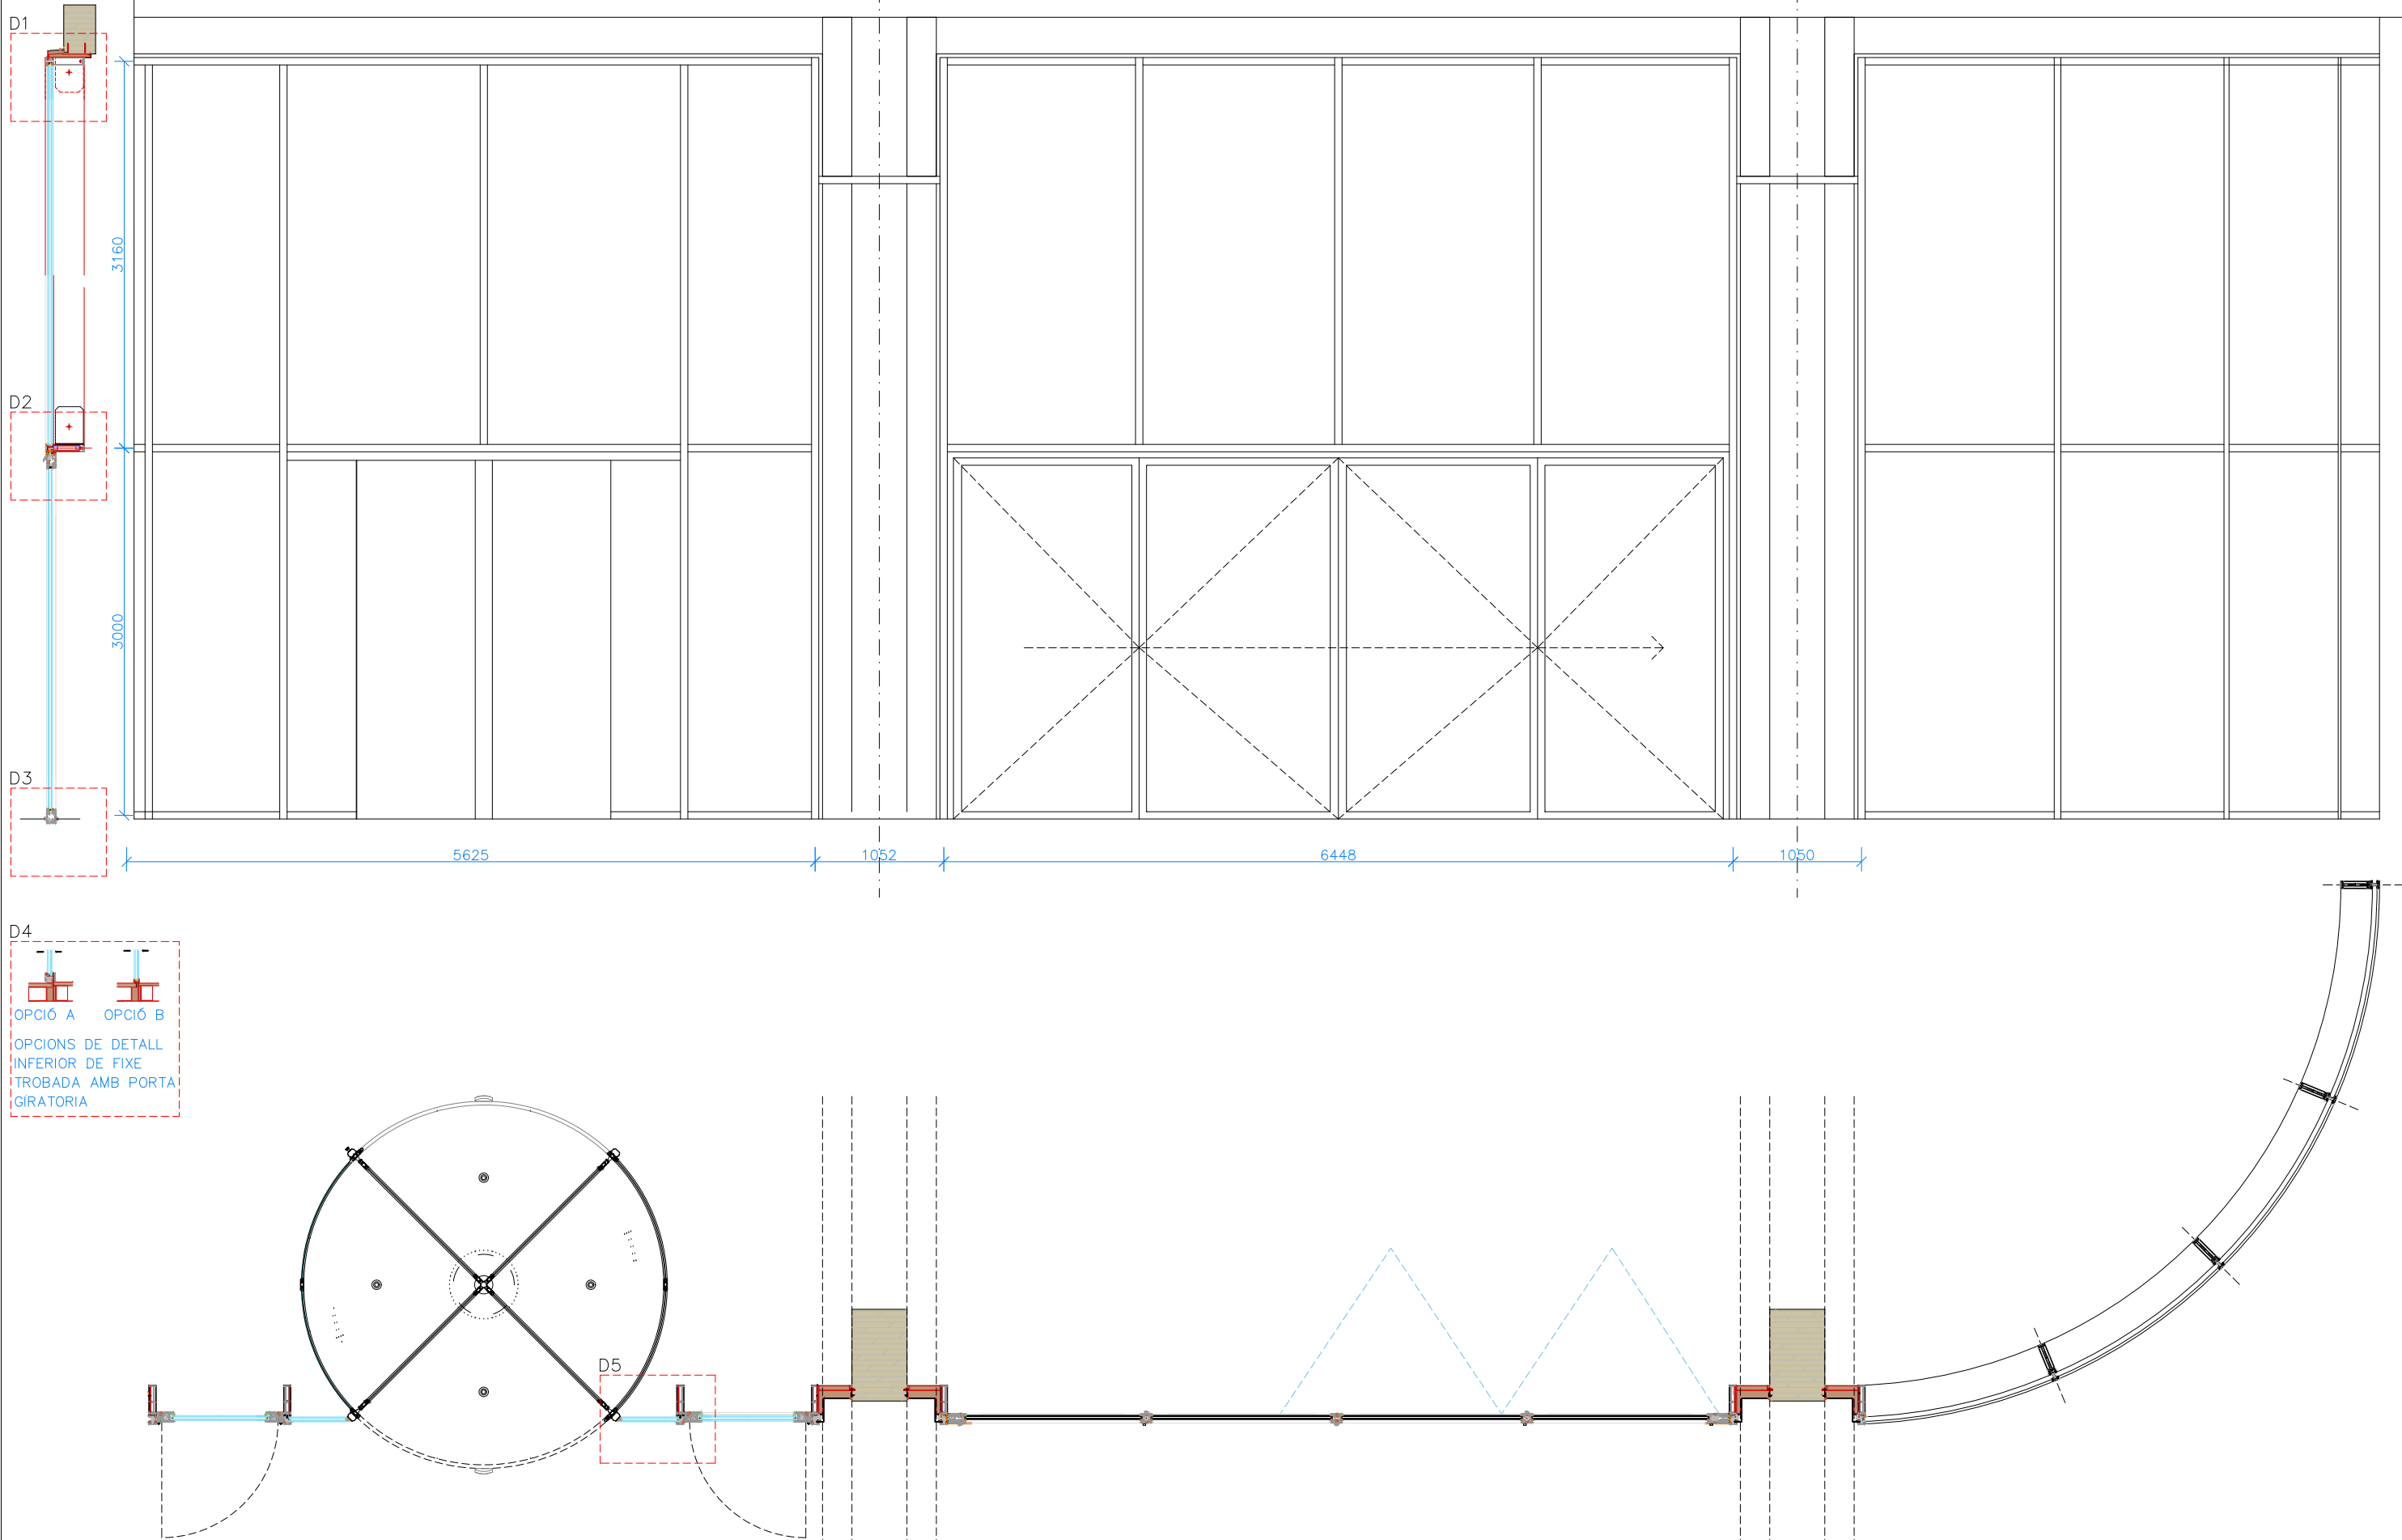 D1
3160
D2
3000
D3
5625
1052
6448
1050
D4
OPCIÓ A
OPCIÓ B
OPCIONS DE DETALL
INFERIOR DE FIXE
TROBADA AMB PORTA
GIRATORIA
D5